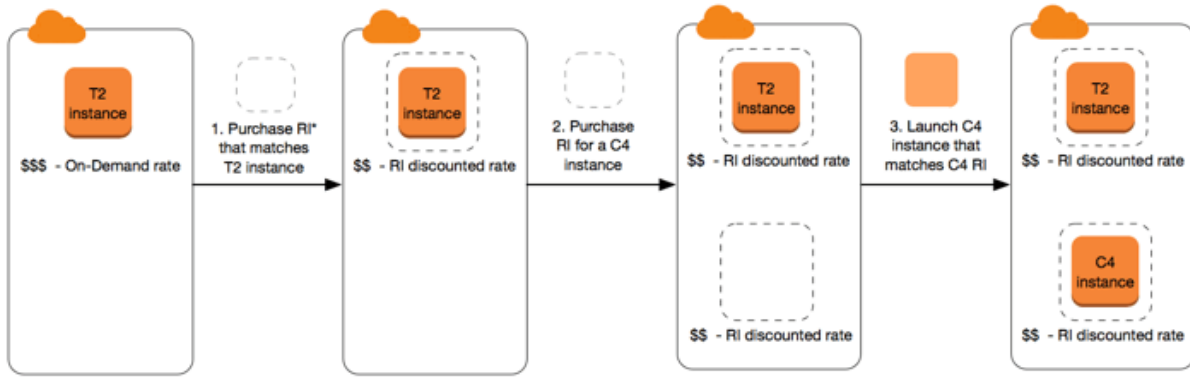 T2
instance
$$$ - On-Demand rate
1. Purchase RI*
that matches
T2 instance
T2
instance
$$ - RI discounted rate
2. Purchase
RI for a C4
instance
T2
instance
$$ - RI discounted rate
$$ - RI discounted rate
3. Launch C4
instance that
matches C4 RI
T2
instance
$$ - RI discounted rate
C4
instance
$$ - RI discounted rate